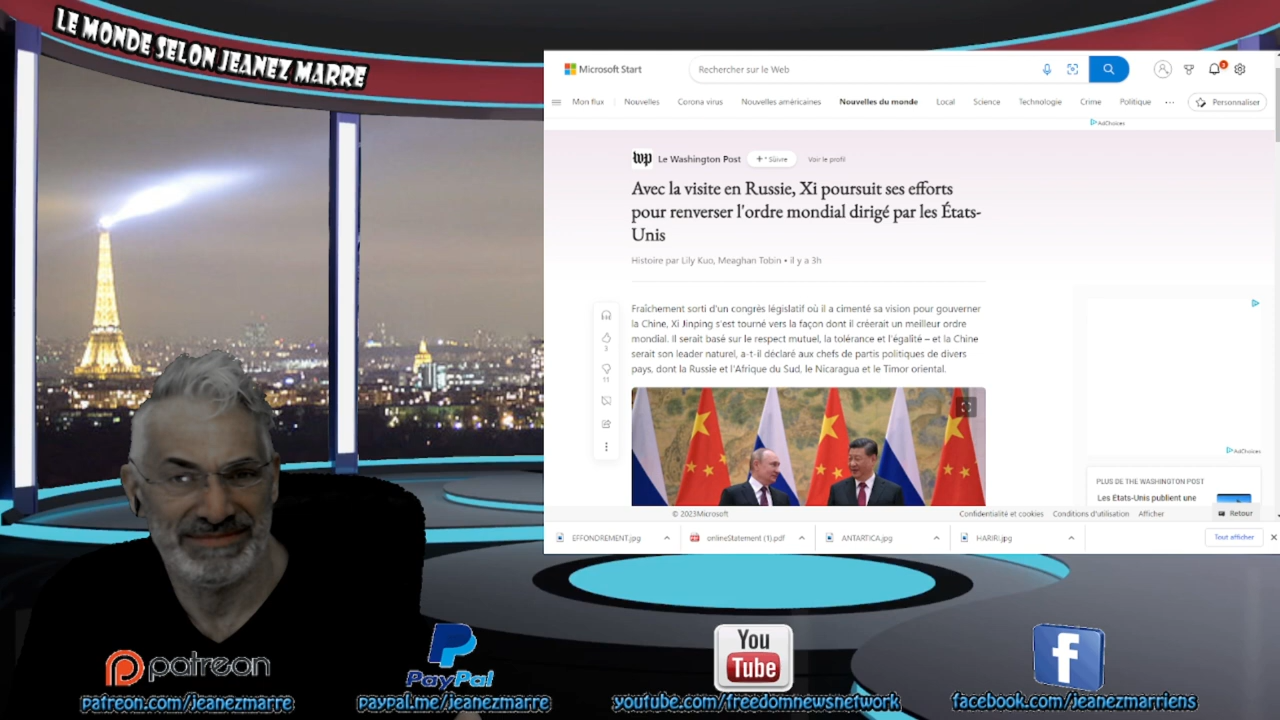 LE MONDE SELON JEANEZ MARRE
Microsoft Start
Rechercher sur le Web
3
Mon flux
Nouvelles
Corona virus
Nouvelles américaines
Nouvelles du monde
Local
Science
Technologie
Crime
Politique
Personnaliser
AdChoices
wp Le Washington Post
+ Suivre
Voir le profil
Avec la visite en Russie, Xi poursuit ses efforts
pour renverser l'ordre mondial dirigé par les États-
Unis
Histoire par Lily Kuo, Meaghan Tobin • il y a 3h
Fraîchement sorti d'un congrès législatif où il a cimenté sa vision pour gouverner
la Chine, Xi Jinping s'est tourné vers la façon dont il créerait un meilleur ordre
mondial. Il serait basé sur le respect mutuel, la tolérance et l'égalité – et la Chine
serait son leader naturel, a-t-il déclaré aux chefs de partis politiques de divers
pays, dont la Russie et l'Afrique du Sud, le Nicaragua et le Timor oriental.
3
11
AdChoices
PLUS DE THE WASHINGTON POST
Les Etats-Unis publient une
© 2023Microsoft
Confidentialité et cookies
Conditions d'utilisation
Afficher
Retour
EFFONDREMENT.jpg
onlineStatement (1).pdf
ANTARTICA.jpg
HARIRI.jpg
Tout afficher
patreon
PayPal
You
Tube
f
patreon.com/jeanezmarre
paypal.me/jeanezmarre
youtube.com/freedomnewsnetwork
facebook.com/jeanezmarriens